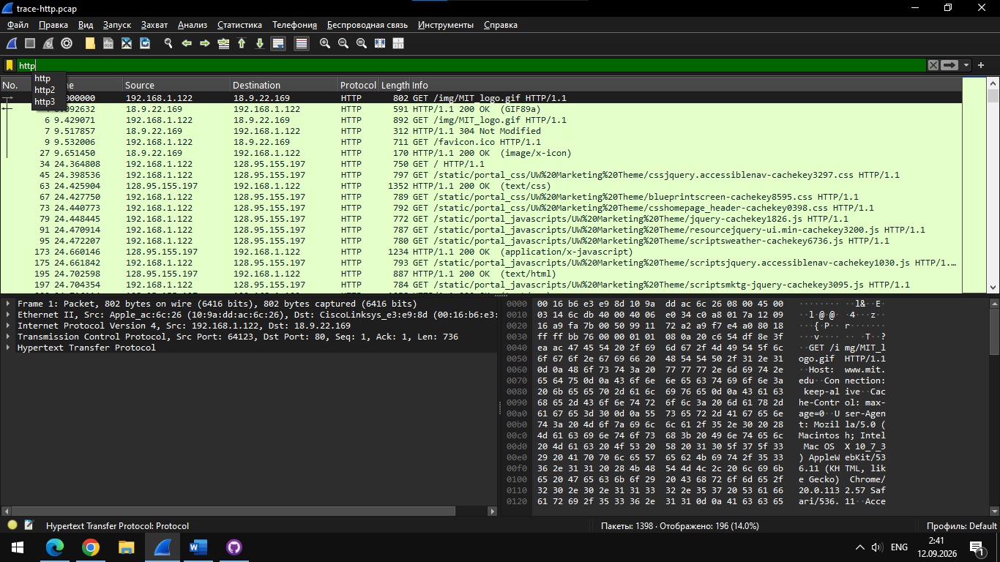 trace-http.pcap
Файл Правка Вид Запуск Захват Анализ Статистика Телефония Беспроводная связь Инструменты Справка
http
http
http2
http3
No. me Source Destination Protocol Length Info
000000 192.168.1.122 18.9.22.169 HTTP 802 GET /img/MIT_logo.gif HTTP/1.1
092632 18.9.22.169 192.168.1.122 HTTP 591 HTTP/1.1 200 OK (GIF89a)
6 9.429071 192.168.1.122 18.9.22.169 HTTP 892 GET /img/MIT_logo.gif HTTP/1.1
7 9.517857 18.9.22.169 192.168.1.122 HTTP 312 HTTP/1.1 304 Not Modified
9 9.532006 192.168.1.122 18.9.22.169 HTTP 711 GET /favicon.ico HTTP/1.1
27 9.651450 18.9.22.169 192.168.1.122 HTTP 170 HTTP/1.1 200 OK (image/x-icon)
34 24.364808 192.168.1.122 128.95.155.197 HTTP 750 GET / HTTP/1.1
45 24.398536 192.168.1.122 128.95.155.197 HTTP 797 GET /static/portal_css/UW%20Marketing%20Theme/cssjquery.accessiblenav-cachekey3297.css HTTP/1.1
63 24.425904 128.95.155.197 192.168.1.122 HTTP 1352 HTTP/1.1 200 OK (text/css)
67 24.427750 192.168.1.122 128.95.155.197 HTTP 789 GET /static/portal_css/UW%20Marketing%20Theme/blueprintscreen-cachekey8595.css HTTP/1.1
73 24.440773 192.168.1.122 128.95.155.197 HTTP 792 GET /static/portal_css/UW%20Marketing%20Theme/csshomepage_header-cachekey0398.css HTTP/1.1
79 24.448445 192.168.1.122 128.95.155.197 HTTP 772 GET /static/portal_javascripts/UW%20Marketing%20Theme/jquery-cachekey1826.js HTTP/1.1
91 24.470914 192.168.1.122 128.95.155.197 HTTP 787 GET /static/portal_javascripts/UW%20Marketing%20Theme/resourcejquery-ui.min-cachekey3200.js HTTP/1.1
95 24.472207 192.168.1.122 128.95.155.197 HTTP 780 GET /static/portal_javascripts/UW%20Marketing%20Theme/scriptsweather-cachekey6736.js HTTP/1.1
173 24.660146 128.95.155.197 192.168.1.122 HTTP 1234 HTTP/1.1 200 OK (application/x-javascript)
175 24.661842 192.168.1.122 128.95.155.197 HTTP 793 GET /static/portal_javascripts/UW%20Marketing%20Theme/scriptsjquery.accessiblenav-cachekey1030.js HTTP/1.…
195 24.702598 128.95.155.197 192.168.1.122 HTTP 887 HTTP/1.1 200 OK (text/html)
197 24.704354 192.168.1.122 128.95.155.197 HTTP 784 GET /static/portal_javascripts/UW%20Marketing%20Theme/scriptsmktg-jquery-cachekey3095.js HTTP/1.1
Frame 1: Packet, 802 bytes on wire (6416 bits), 802 bytes captured (6416 bits)
Ethernet II, Src: Apple_ac:6c:26 (10:9a:dd:ac:6c:26), Dst: CiscoLinksys_e3:e9:8d (00:16:b6:e3:
Internet Protocol Version 4, Src: 192.168.1.122, Dst: 18.9.22.169
Transmission Control Protocol, Src Port: 64123, Dst Port: 80, Seq: 1, Ack: 1, Len: 736
Hypertext Transfer Protocol
0000 00 16 b6 e3 e9 8d 10 9a dd ac 6c 26 08 00 45 00 ········ ··l&··E·
0010 03 14 6c db 40 00 40 06 e0 34 c0 a8 01 7a 12 09 ··l·@·@· ·4···z··
0020 16 a9 fa 7b 00 50 99 11 72 a2 a9 f7 e4 a0 80 18 ···{·P·· r·······
0030 ff ff bb 76 00 00 01 01 08 0a 20 c6 54 df 8e 3f ···v···· ·· ·T··?
0040 ea ac 47 45 54 20 2f 69 6d 67 2f 4d 49 54 5f 6c ··GET /i mg/MIT_l
0050 6f 67 6f 2e 67 69 66 20 48 54 54 50 2f 31 2e 31 ogo.gif HTTP/1.1
0060 0d 0a 48 6f 73 74 3a 20 77 77 77 2e 6d 69 74 2e ··Host: www.mit.
0070 65 64 75 0d 0a 43 6f 6e 6e 65 63 74 69 6f 6e 3a edu··Con nection:
0080 20 6b 65 65 70 2d 61 6c 69 76 65 0d 0a 43 61 63 keep-al ive··Cac
0090 68 65 2d 43 6f 6e 74 72 6f 6c 3a 20 6d 61 78 2d he-Contr ol: max-
00a0 61 67 65 3d 30 0d 0a 55 73 65 72 2d 41 67 65 6e age=0··U ser-Agen
00b0 74 3a 20 4d 6f 7a 69 6c 6c 61 2f 35 2e 30 20 28 t: Mozil la/5.0 (
00c0 4d 61 63 69 6e 74 6f 73 68 3b 20 49 6e 74 65 6c Macintos h; Intel
00d0 20 4d 61 63 20 4f 53 20 58 20 31 30 5f 37 5f 33 Mac OS X 10_7_3
00e0 29 20 41 70 70 6c 65 57 65 62 4b 69 74 2f 35 33 ) AppleW ebKit/53
00f0 36 2e 31 31 20 28 4b 48 54 4d 4c 2c 20 6c 69 6b 6.11 (KH TML, lik
0100 65 20 47 65 63 6b 6f 29 20 43 68 72 6f 6d 65 2f e Gecko) Chrome/
0110 32 30 2e 30 2e 31 31 33 32 2e 35 37 20 53 61 66 20.0.113 2.57 Saf
0120 61 72 69 2f 35 33 36 2e 31 31 0d 0a 41 63 63 65 ari/536. 11··Acce
Hypertext Transfer Protocol: Protocol Пакеты: 1398 · Отображено: 196 (14.0%) Профиль: Default
ENG 2:41
12.09.2026
1